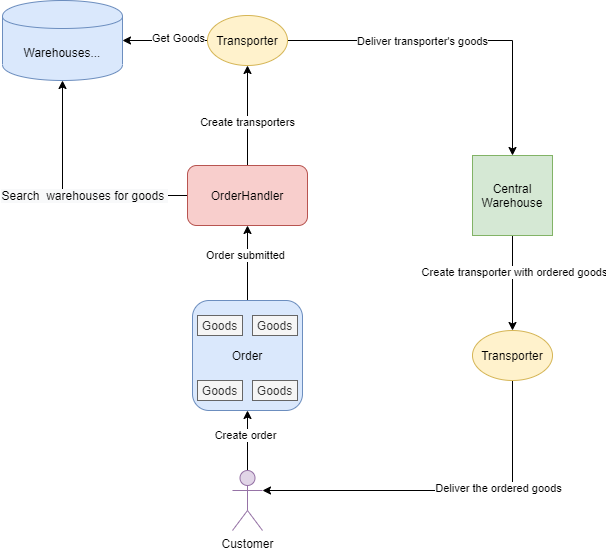 Get Goods
Transporter
Deliver transporter's goods
Warehouses...
Create transporters
Search warehouses for goods
OrderHandler
Central
Warehouse
Order submitted
Create transporter with ordered goods
Goods
Goods
Order
Transporter
Goods
Goods
Create order
Deliver the ordered goods
Customer